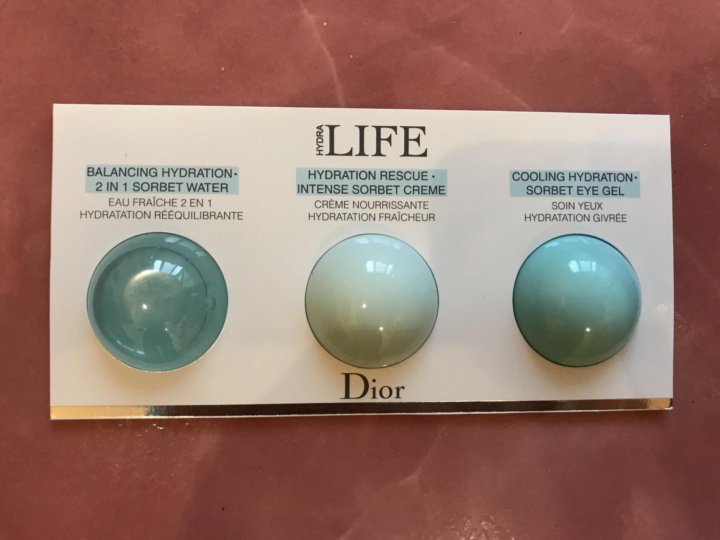 HYDRA LIFE
BALANCING HYDRATION•
2 IN 1 SORBET WATER
EAU FRAÎCHE 2 EN 1
HYDRATATION RÉÉQUILIBRANTE
HYDRATION RESCUE •
INTENSE SORBET CREME
CRÈME NOURRISSANTE
HYDRATATION FRAÎCHEUR
COOLING HYDRATION•
SORBET EYE GEL
SOIN YEUX
HYDRATATION GIVRÉE
Dior